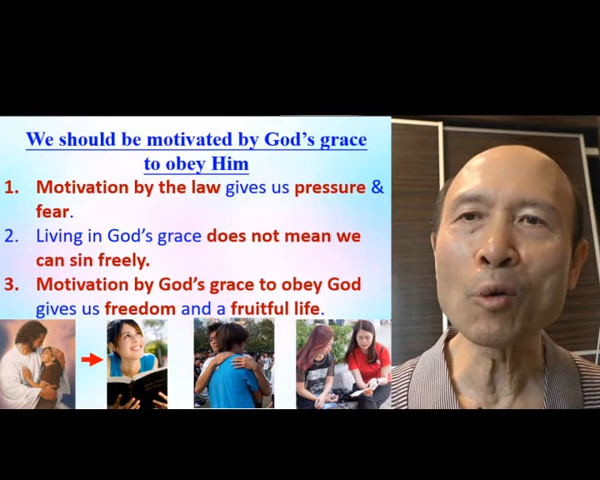 We should be motivated by God's grace
to obey Him
1. Motivation by the law gives us pressure &
fear.
2. Living in God's grace does not mean we
can sin freely.
3. Motivation by God's grace to obey God
gives us freedom and a fruitful life.